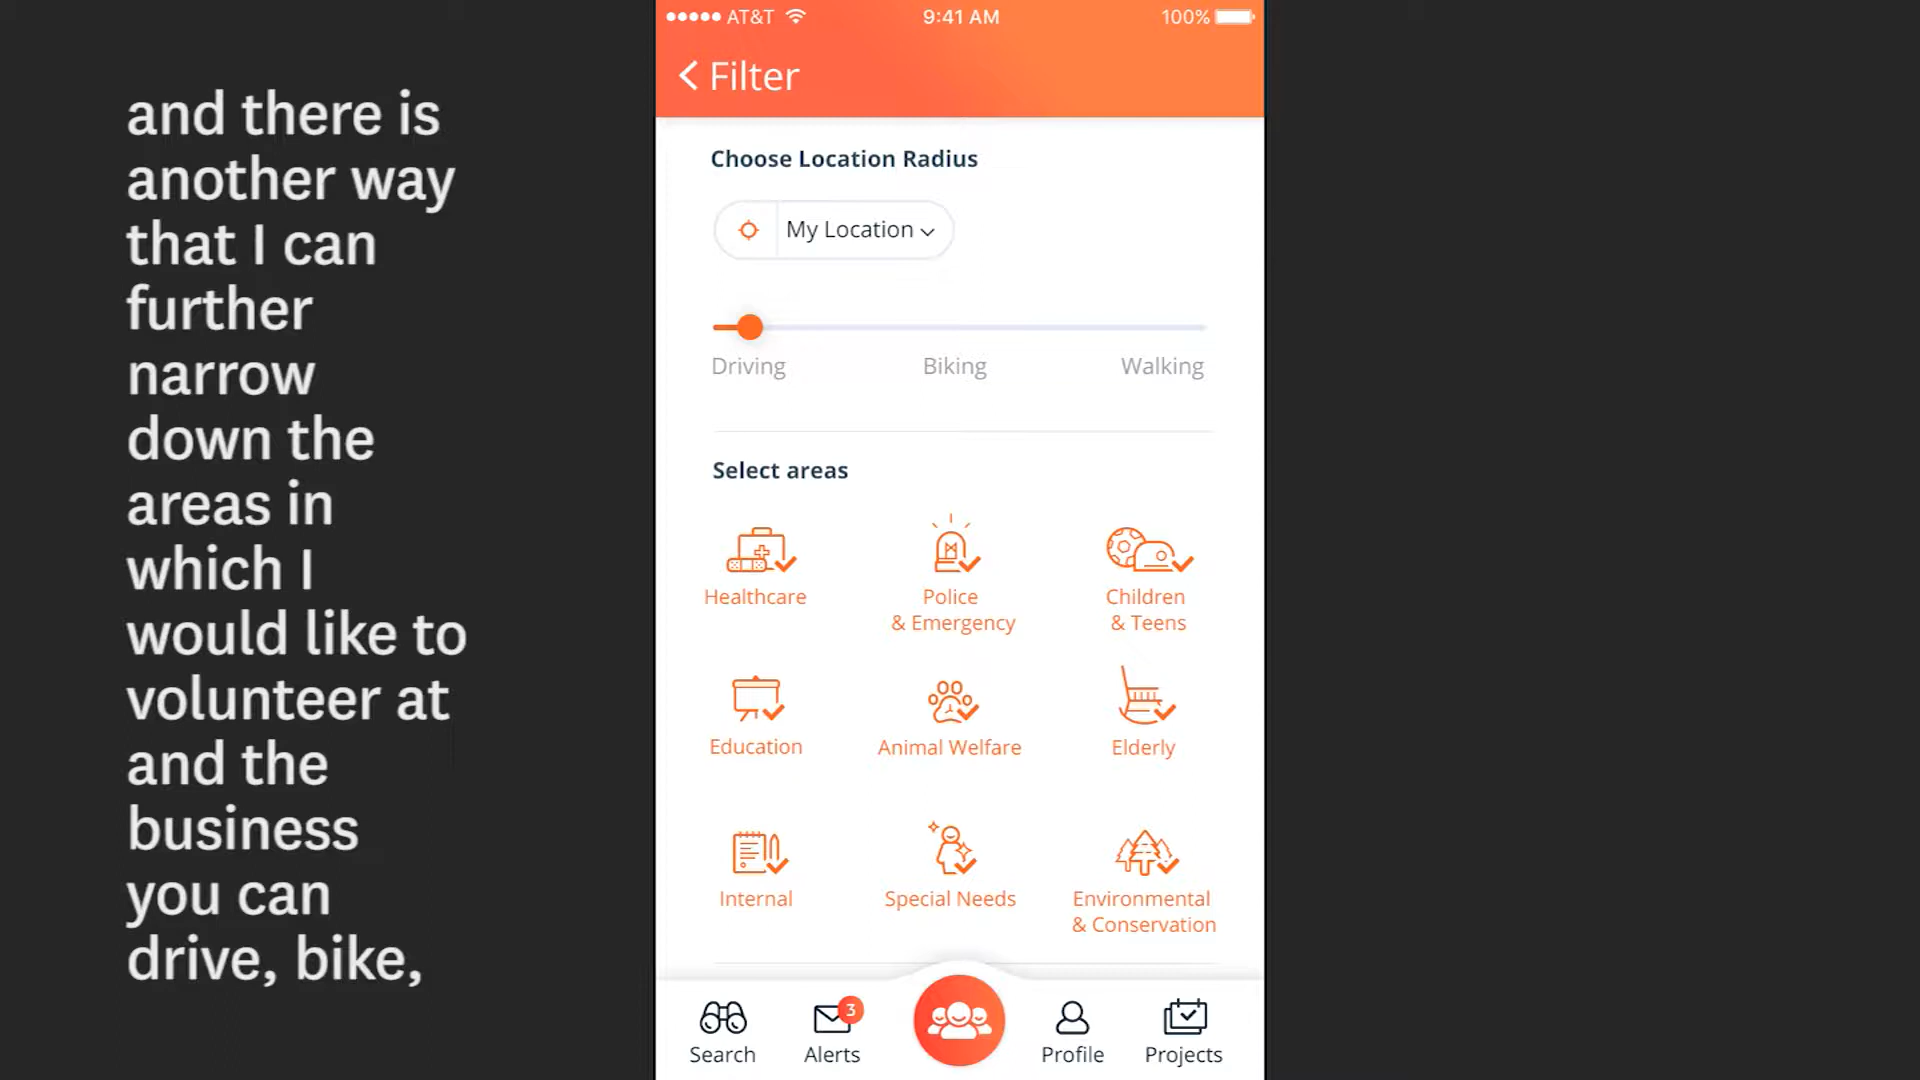 and there is
another way
that I can
further
narrow
down the
areas in
which I
would like to
volunteer at
and the
business
you can
drive, bike,
AT&T 9:41 AM 100%
Filter
Choose Location Radius
My Location
Driving Biking Walking
Select areas
Healthcare
Police
& Emergency
Children
& Teens
Education
Animal Welfare
Elderly
Internal
Special Needs
Environmental
& Conservation
3
Search Alerts Profile Projects